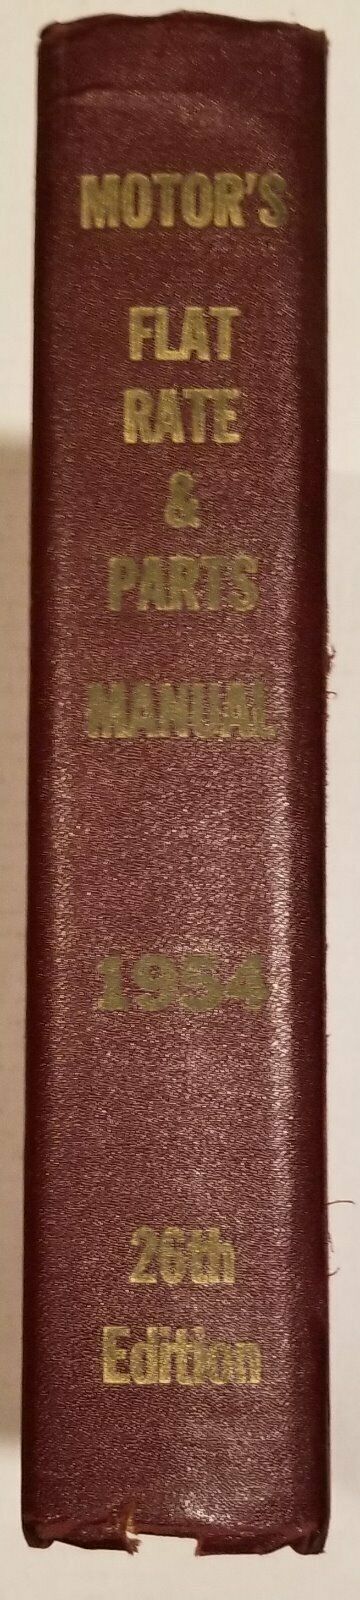 MOTOR'S
FLAT
RATE
&
PARTS
MANUAL
1954
26th
Edition